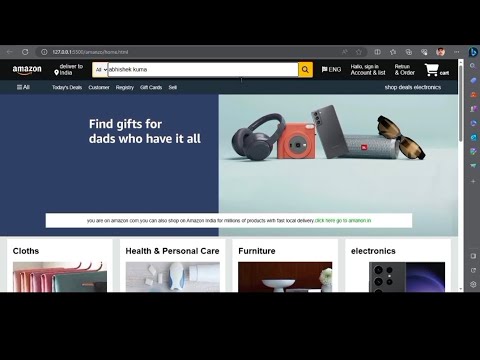 127.0.0.1:5500/amaxizo/home.html
amazon
deliver to
India
All
abhishek kuma
ENG
Hallo, sign in
Account & list
Retrun
& Order
cart
All
Today's Deals
Customer
Registry
Gift Cards
Sell
shop deals electronics
Find gifts for
dads who have it all
JBL
you are on amazon.com you can also shop on Amazon India for millions of products with fast local delivery.click here go to amanon.in
Cloths
Health & Personal Care
Furniture
electronics